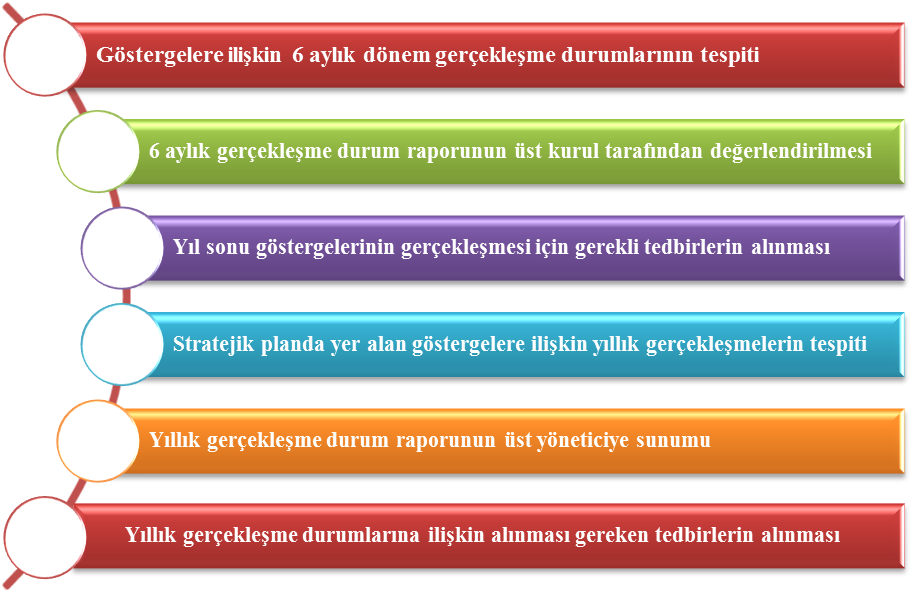 Göstergelere ilişkin 6 aylık dönem gerçekleşme durumlarının tespiti
6 aylık gerçekleşme durum raporunun üst kurul tarafından değerlendirilmesi
Yıl sonu göstergelerinin gerçekleşmesi için gerekli tedbirlerin alınması
Stratejik planda yer alan göstergelere ilişkin yıllık gerçekleşmelerin tespiti
Yıllık gerçekleşme durum raporunun üst yöneticiye sunumu
Yıllık gerçekleşme durumlarına ilişkin alınması gereken tedbirlerin alınması